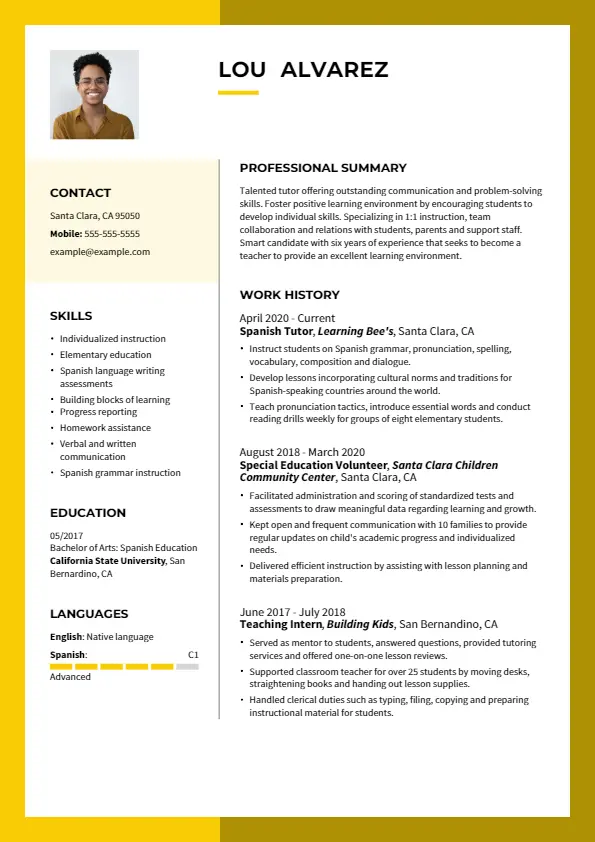 LOU ALVAREZ
CONTACT
Santa Clara, CA 95050
Mobile: 555-555-5555
example@example.com
SKILLS
• Individualized instruction
• Elementary education
• Spanish language writing
assessments
• Building blocks of learning
• Progress reporting
• Homework assistance
• Verbal and written
communication
• Spanish grammar instruction
EDUCATION
05/2017
Bachelor of Arts: Spanish Education
California State University, San
Bernardino, CA
LANGUAGES
English: Native language
Spanish: C1
Advanced
PROFESSIONAL SUMMARY
Talented tutor offering outstanding communication and problem-solving
skills. Foster positive learning environment by encouraging students to
develop individual skills. Specializing in 1:1 instruction, team
collaboration and relations with students, parents and support staff.
Smart candidate with six years of experience that seeks to become a
teacher to provide an excellent learning environment.
WORK HISTORY
April 2020 - Current
Spanish Tutor, Learning Bee's, Santa Clara, CA
• Instruct students on Spanish grammar, pronunciation, spelling,
vocabulary, composition and dialogue.
• Develop lessons incorporating cultural norms and traditions for
Spanish-speaking countries around the world.
• Teach pronunciation tactics, introduce essential words and conduct
reading drills weekly for groups of eight elementary students.
August 2018 - March 2020
Special Education Volunteer, Santa Clara Children
Community Center, Santa Clara, CA
• Facilitated administration and scoring of standardized tests and
assessments to draw meaningful data regarding learning and growth.
• Kept open and frequent communication with 10 families to provide
regular updates on child's academic progress and individualized
needs.
• Delivered efficient instruction by assisting with lesson planning and
materials preparation.
June 2017 - July 2018
Teaching Intern, Building Kids, San Bernandino, CA
• Served as mentor to students, answered questions, provided tutoring
services and offered one-on-one lesson reviews.
• Supported classroom teacher for over 25 students by moving desks,
straightening books and handing out lesson supplies.
• Handled clerical duties such as typing, filing, copying and preparing
instructional material for students.